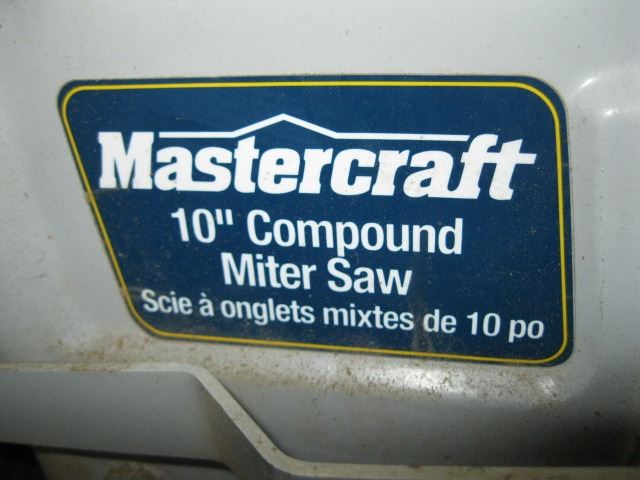 Mastercraft
10" Compound
Miter Saw
Scie à onglets mixtes de 10 po